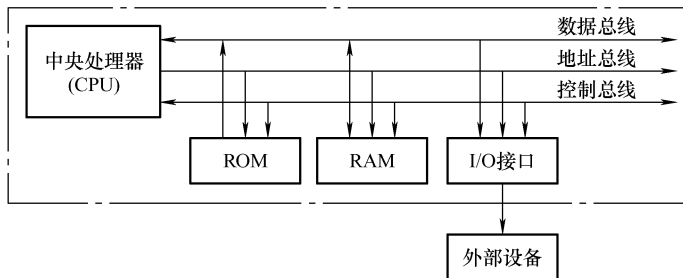 数据总线
中央处理器
(CPU)
地址总线
控制总线
ROM
RAM
I/O接口
外部设备